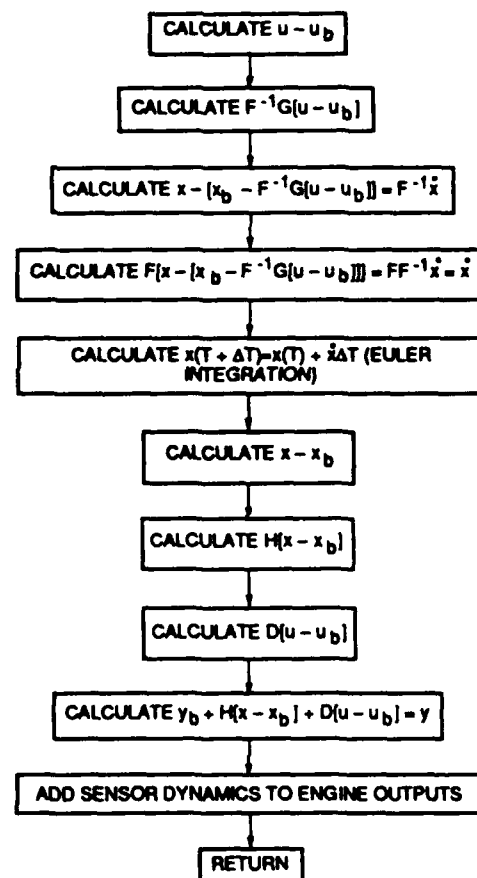 CALCULATE u – u_b
CALCULATE F⁻¹G[u – u_b]
CALCULATE x – [x_b – F⁻¹G[u – u_b]] = F⁻¹ẋ
CALCULATE F[x – [x_b – F⁻¹G[u – u_b]]] = FF⁻¹ẋ = ẋ
CALCULATE x(T + ΔT)=x(T) + ẋΔT (EULER
INTEGRATION)
CALCULATE x – x_b
CALCULATE H[x – x_b]
CALCULATE D[u – u_b]
CALCULATE y_b + H[x – x_b] + D[u – u_b] = y
ADD SENSOR DYNAMICS TO ENGINE OUTPUTS
RETURN